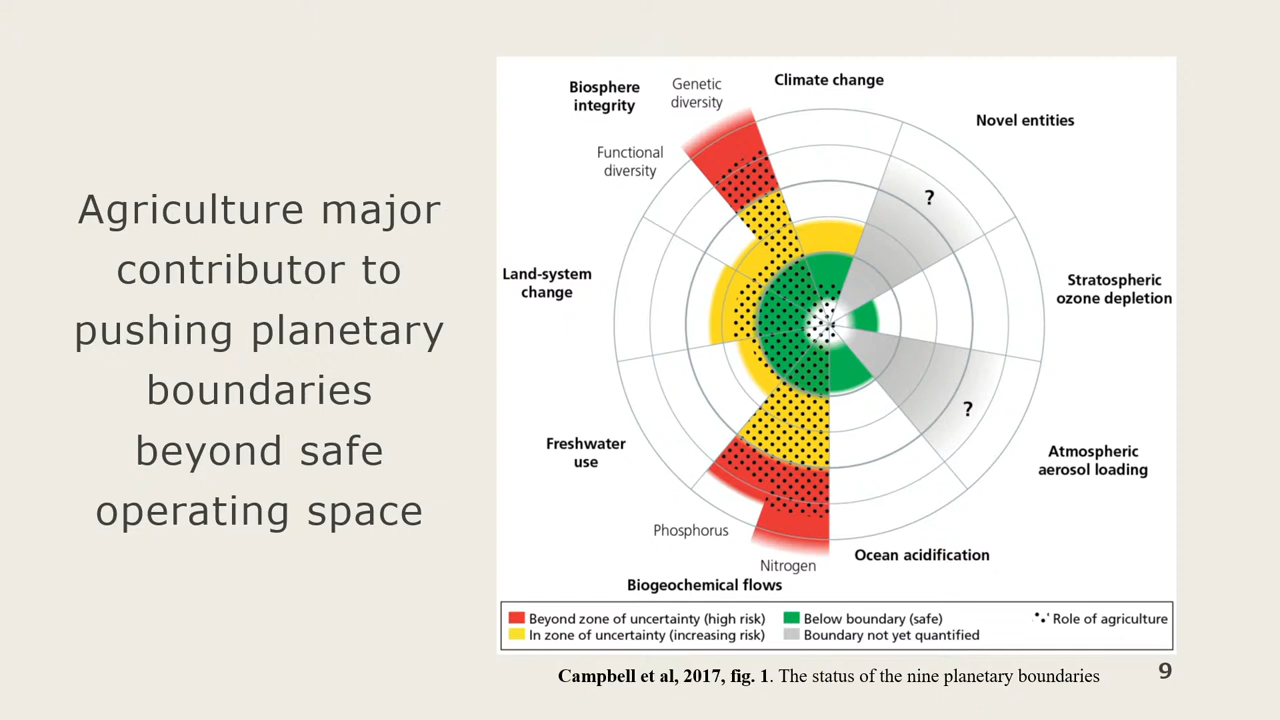 Agriculture major
contributor to
pushing planetary
boundaries
beyond safe
operating space
Biosphere
integrity
Genetic
diversity
Functional
diversity
Climate change
Novel entities
?
Stratospheric
ozone depletion
?
Atmospheric
aerosol loading
Ocean acidification
Nitrogen
Phosphorus
Biogeochemical flows
Freshwater
use
Land-system
change
Beyond zone of uncertainty (high risk)
In zone of uncertainty (increasing risk)
Below boundary (safe)
Boundary not yet quantified
Role of agriculture
Campbell et al, 2017, fig. 1. The status of the nine planetary boundaries
9